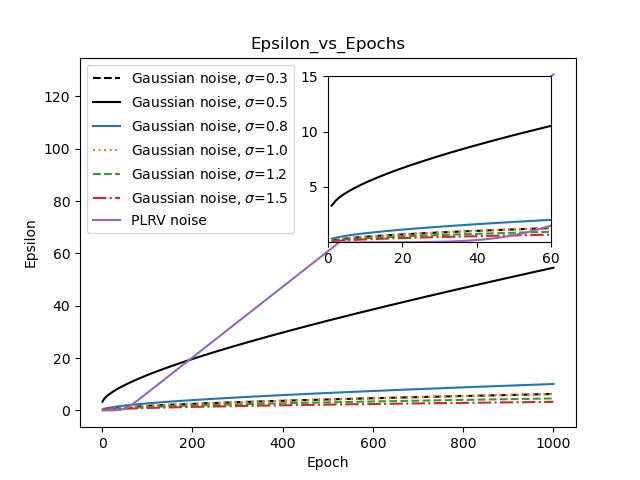 Epsilon_vs_Epochs
Gaussian noise, σ=0.3
Gaussian noise, σ=0.5
Gaussian noise, σ=0.8
Gaussian noise, σ=1.0
Gaussian noise, σ=1.2
Gaussian noise, σ=1.5
PLRV noise
15
10
5
0
20
40
60
Epsilon
120
100
80
60
40
20
0
0
200
400
600
800
1000
Epoch